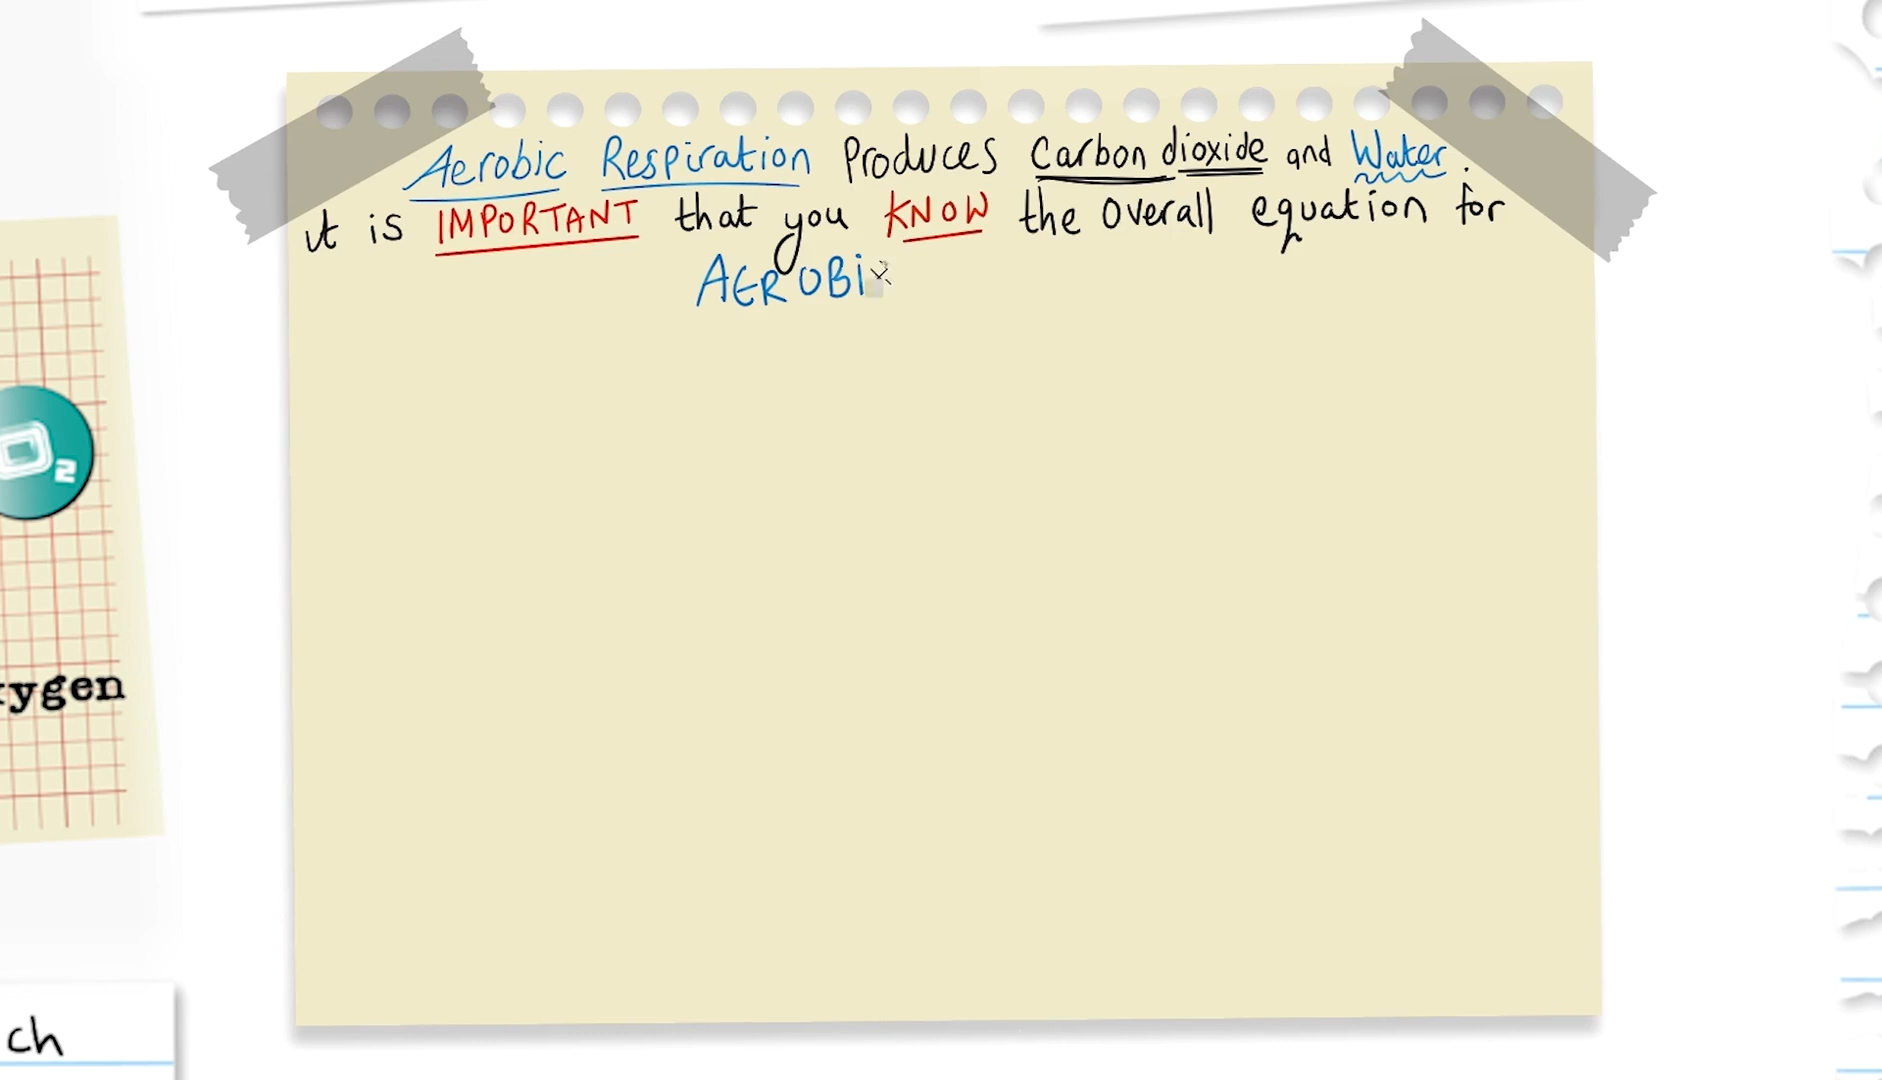 Aerobic Respiration Produces Carbon dioxide and Water.
it is IMPORTANT that you KNOW the overall equation for
AEROBi
O2
ygen
ch